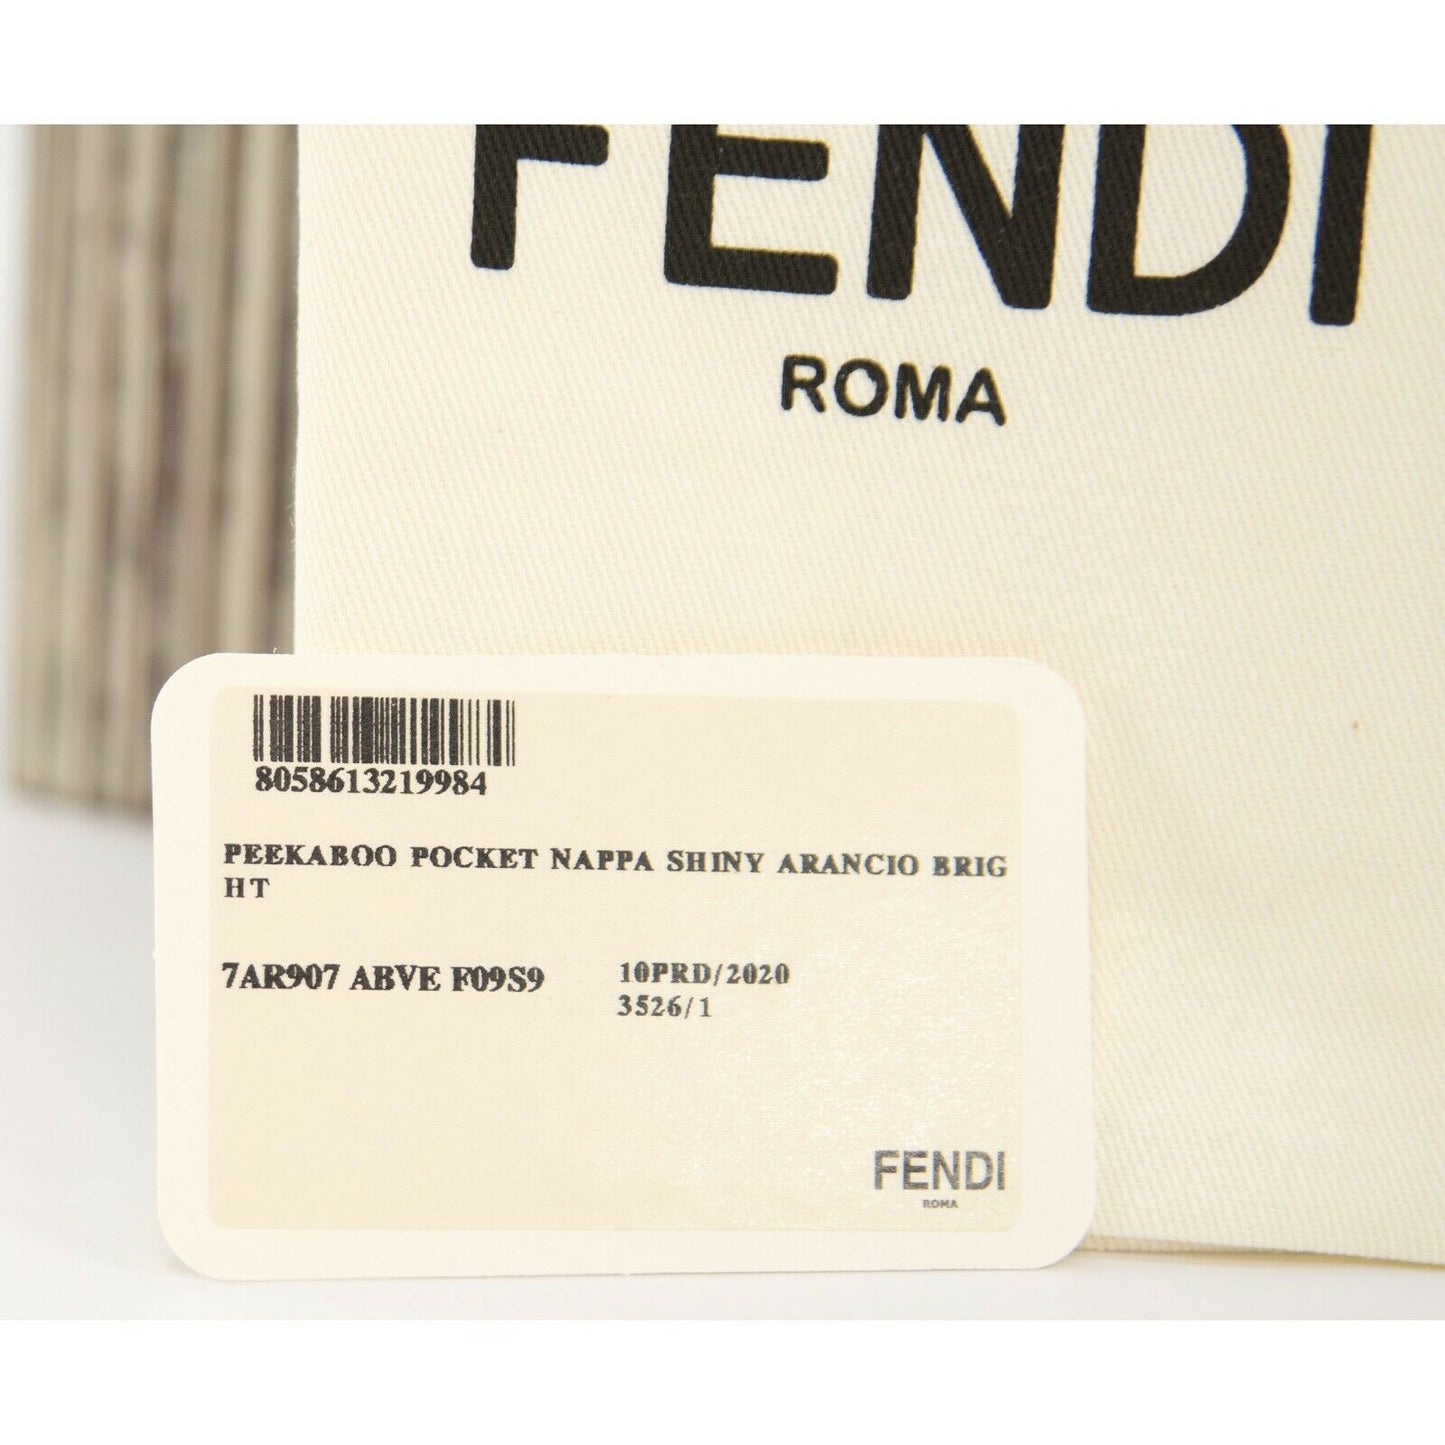 FENDI
ROMA
8058613219984
PEEKABOO POCKET NAPPA SHINY ARANCIO BRIG
HT
7AR907 ABVE F09S9
10PRD/2020
3526/1
FENDI
ROMA